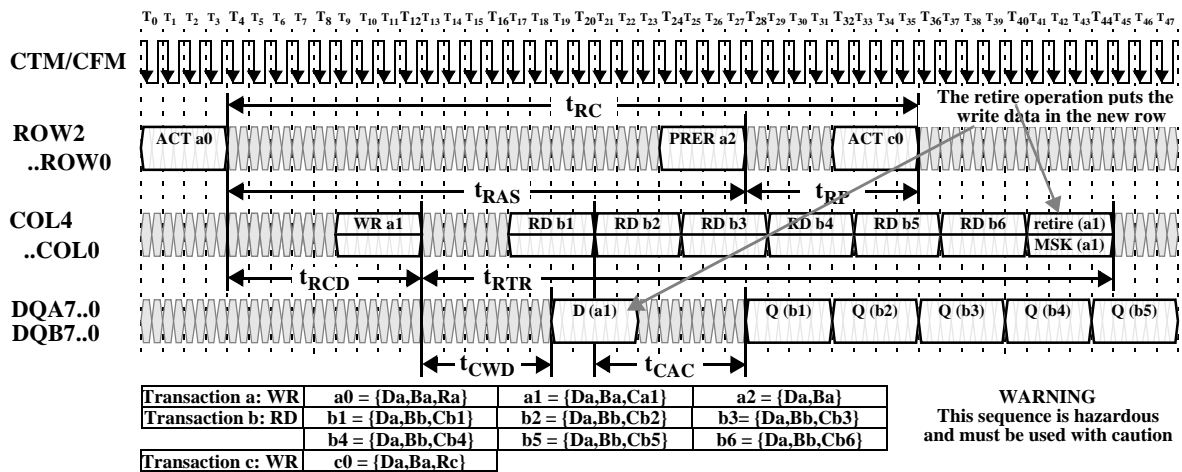 T0 T1 T2 T3 T4 T5 T6 T7 T8 T9 T10 T11 T12 T13 T14 T15 T16 T17 T18 T19 T20 T21 T22 T23 T24 T25 T26 T27 T28 T29 T30 T31 T32 T33 T34 T35 T36 T37 T38 T39 T40 T41 T42 T43 T44 T45 T46 T47
CTM/CFM
tRC
The retire operation puts the
write data in the new row
ROW2
..ROW0
ACT a0
PRER a2
ACT c0
tRAS
tRP
COL4
..COL0
WR a1
RD b1
RD b2
RD b3
RD b4
RD b5
RD b6
retire (a1)
MSK (a1)
tRCD
tRTR
DQA7..0
DQB7..0
D (a1)
Q (b1)
Q (b2)
Q (b3)
Q (b4)
Q (b5)
tCWD
tCAC
Transaction a: WR a0 = {Da,Ba,Ra} a1 = {Da,Ba,Ca1} a2 = {Da,Ba}
Transaction b: RD b1 = {Da,Bb,Cb1} b2 = {Da,Bb,Cb2} b3= {Da,Bb,Cb3}
b4 = {Da,Bb,Cb4} b5 = {Da,Bb,Cb5} b6 = {Da,Bb,Cb6}
Transaction c: WR c0 = {Da,Ba,Rc}
WARNING
This sequence is hazardous
and must be used with caution